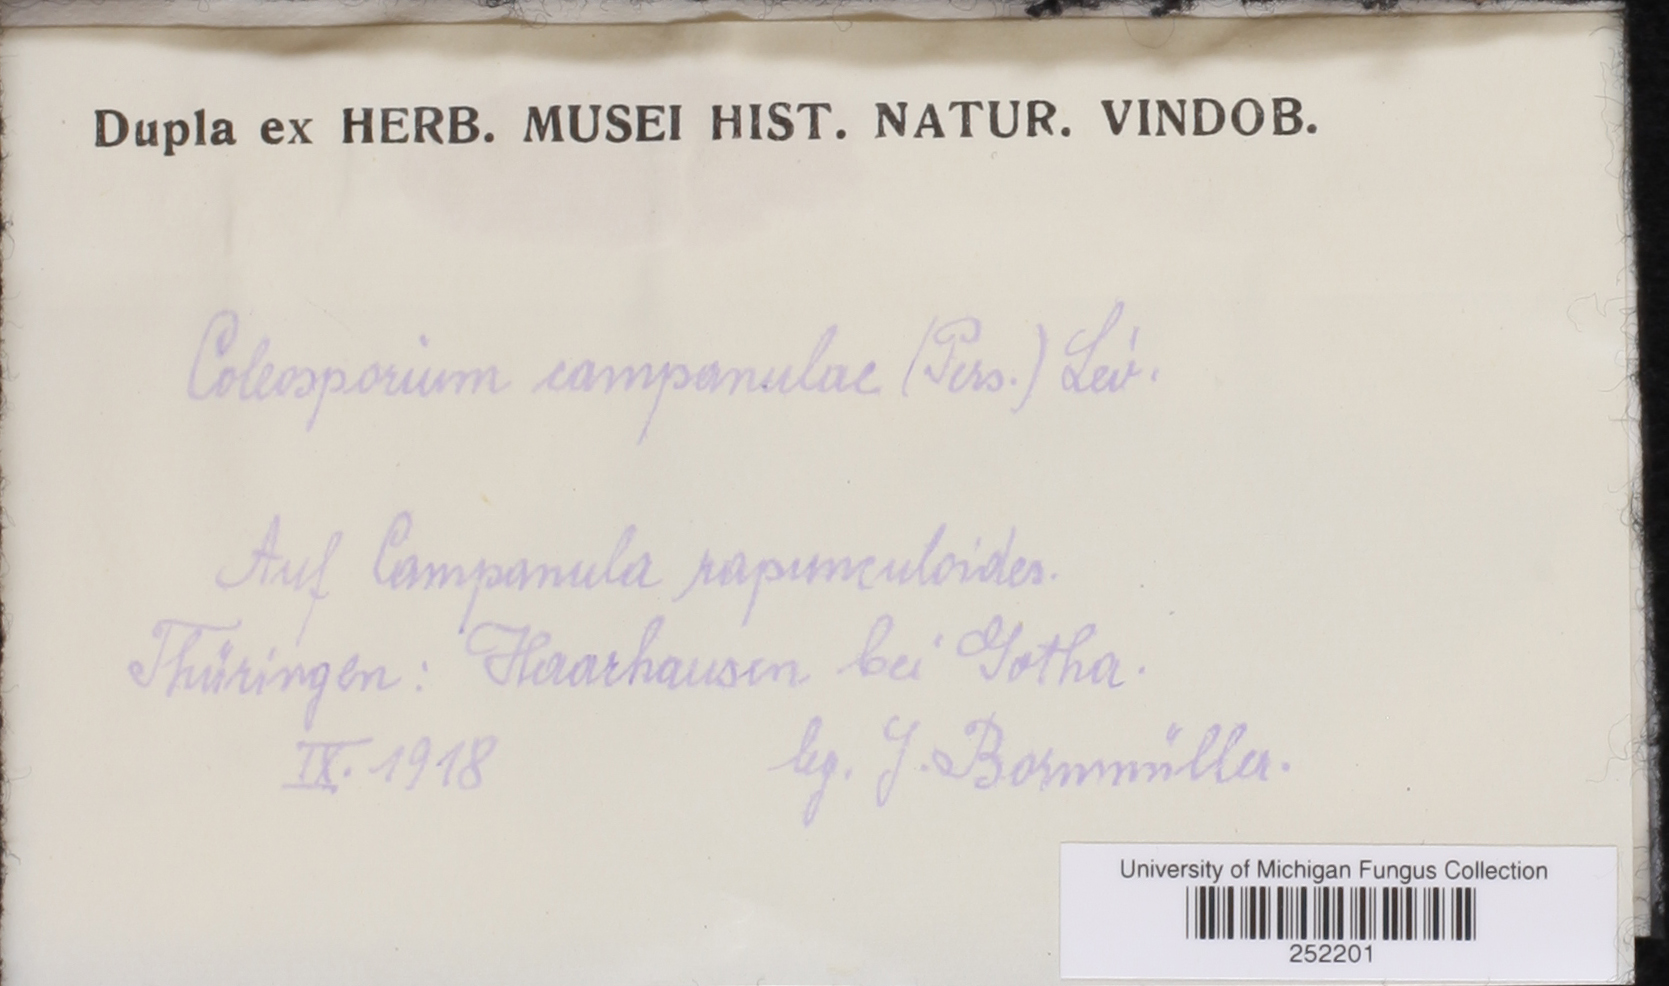 Dupla ex HERB. MUSEI HIST. NATUR. VINDOB.
Coleosporium campanulae (Pers.) Lév.
Auf Campanula rapunculoides.
Thüringen: Haarhausen bei Gotha.
IX. 1918 leg. J. Bornmüller.
University of Michigan Fungus Collection
252201